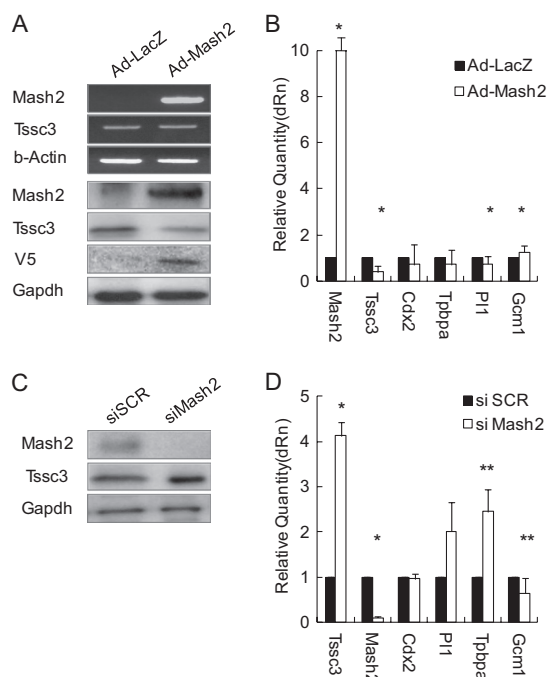 A
Ad-LacZ
Ad-Mash2
Mash2
Tssc3
b-Actin
Mash2
Tssc3
V5
Gapdh
B
Relative Quantity(dRn)
10
8
6
4
2
0
*
*
*
*
Ad-LacZ
Ad-Mash2
Mash2
Tssc3
Cdx2
Tpbpa
Pl1
Gcm1
C
siSCR
siMash2
Mash2
Tssc3
Gapdh
D
Relative Quantity(dRn)
5
4
3
2
1
0
*
*
**
**
si SCR
si Mash2
Tssc3
Mash2
Cdx2
Pl1
Tpbpa
Gcm1